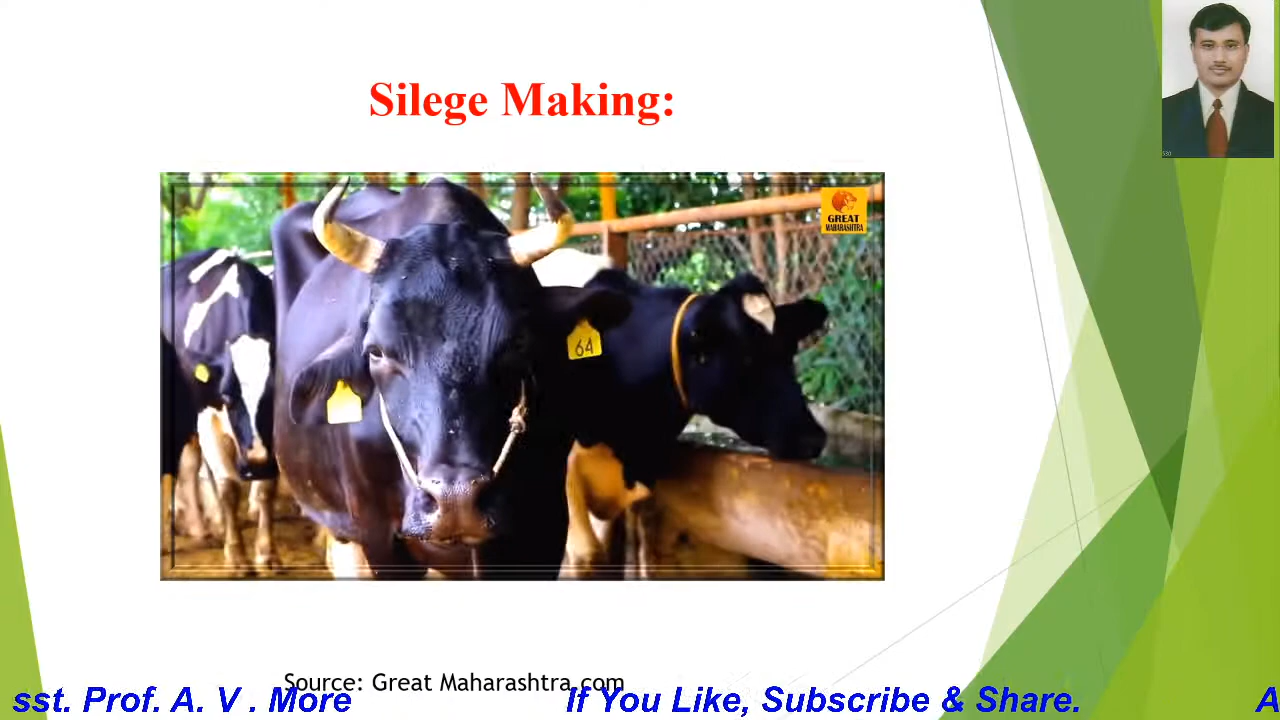 Silege Making:
GREAT
MAHARASHTRA
64
Source: Great Maharashtra.com
sst. Prof. A. V . More
If You Like, Subscribe & Share.
A